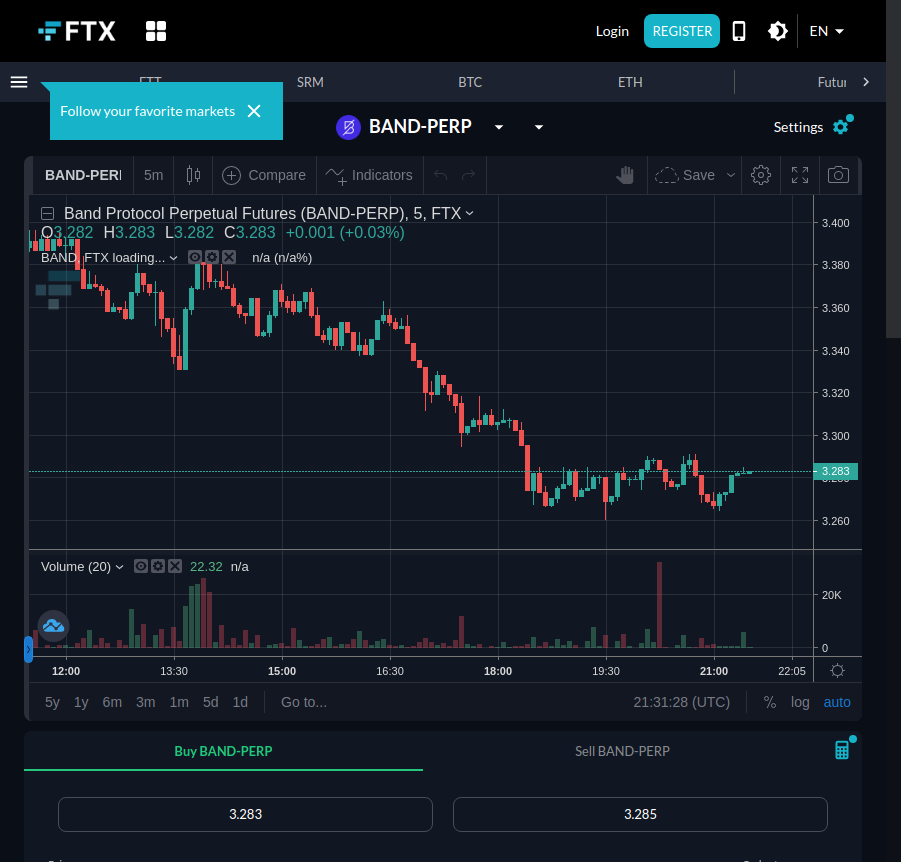 FTX
Login
REGISTER
EN
SRM
BTC
ETH
Follow your favorite markets
BAND-PERP
Settings
5m
Compare
Indicators
Save
Band Protocol Perpetual Futures (BAND-PERP), 5, FTX
O3.282 H3.283 L3.282 C3.283 +0.001 (+0.03%)
BAND, FTX loading... n/a (n/a%)
3.400
3.380
3.360
3.340
3.320
3.300
3.283
3.260
Volume (20) 22.32 n/a
20K
0
12:00 13:30 15:00 16:30 18:00 19:30 21:00 22:05
5y 1y 6m 3m 1m 5d 1d Go to... 21:31:28 (UTC) % log auto
Buy BAND-PERP
Sell BAND-PERP
3.283
3.285